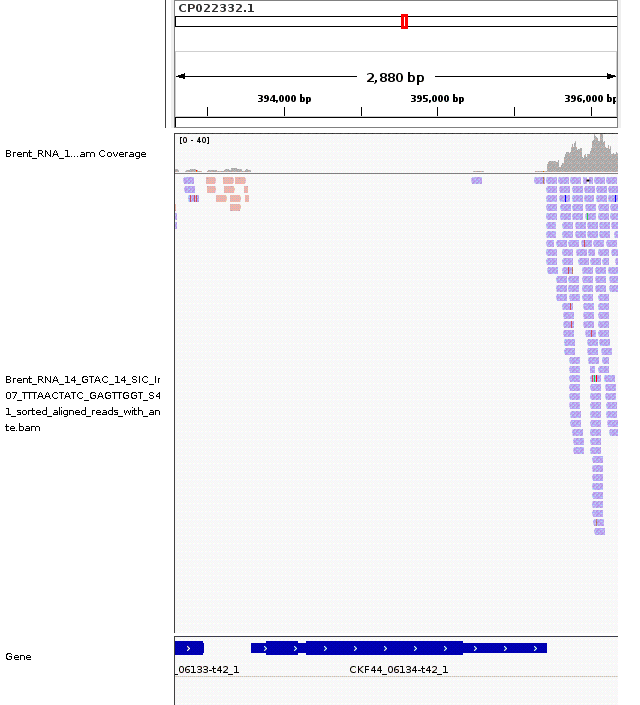 CP022332.1
2,880 bp
394,000 bp 395,000 bp 396,000 bp
[0 - 40]
Brent_RNA_1...am Coverage
Brent_RNA_14_GTAC_14_SIC_Ir
07_TTTAACTATC_GAGTTGGT_S4
1_sorted_aligned_reads_with_an
te.bam
Gene
_06133-t42_1 CKF44_06134-t42_1